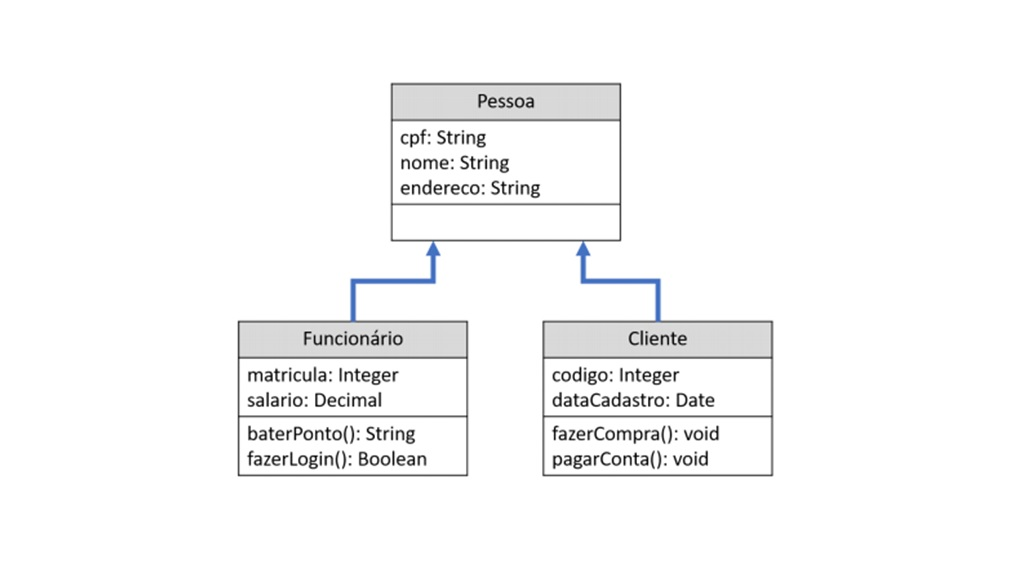 Pessoa
cpf: String
nome: String
endereco: String
Funcionário
matricula: Integer
salario: Decimal
baterPonto(): String
fazerLogin(): Boolean
Cliente
codigo: Integer
dataCadastro: Date
fazerCompra(): void
pagarConta(): void